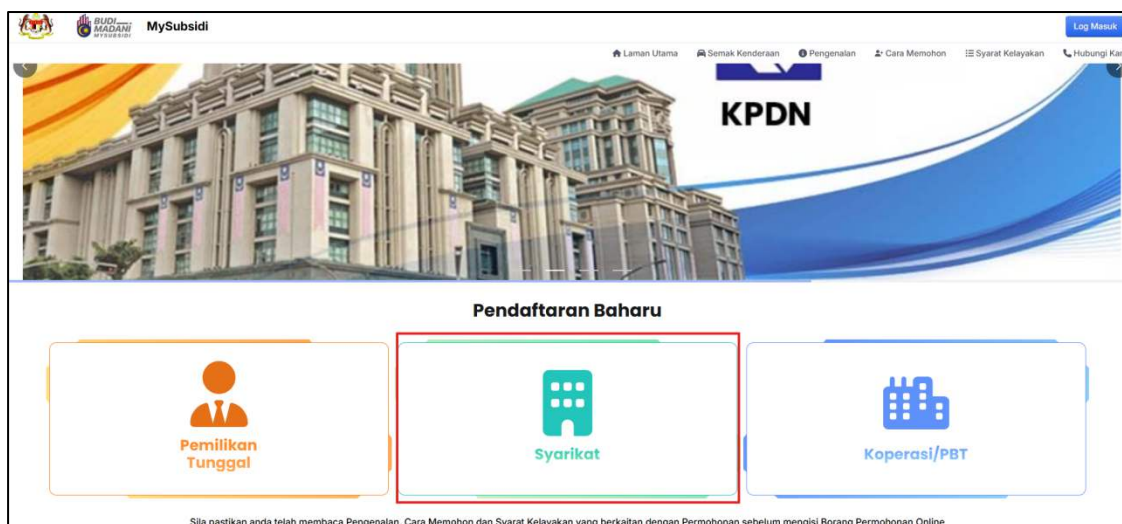 BUDI
MADANI
MYSUBSIDI
MySubsidi
Log Masuk
Laman Utama
Semak Kenderaan
Pengenalan
Cara Memohon
Syarat Kelayakan
Hubungi Kar
KPDN
Pendaftaran Baharu
Pemilikan
Tunggal
Syarikat
Koperasi/PBT
Sila pastikan anda telah membaca Pengenalan, Cara Memohon dan Syarat Kelayakan yang berkaitan dengan Permohonan sebelum mengisi Borang Permohonan Online